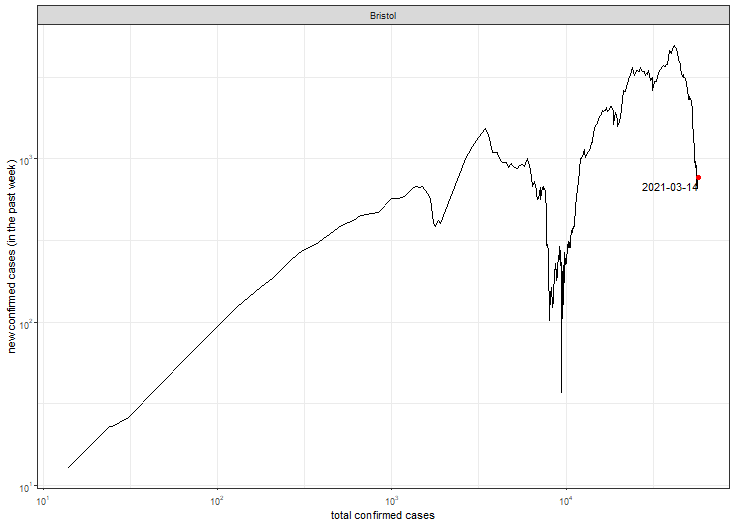 Bristol
new confirmed cases (in the past week)
10³
10²
10¹
2021-03-14
10¹
10²
10³
10⁴
total confirmed cases